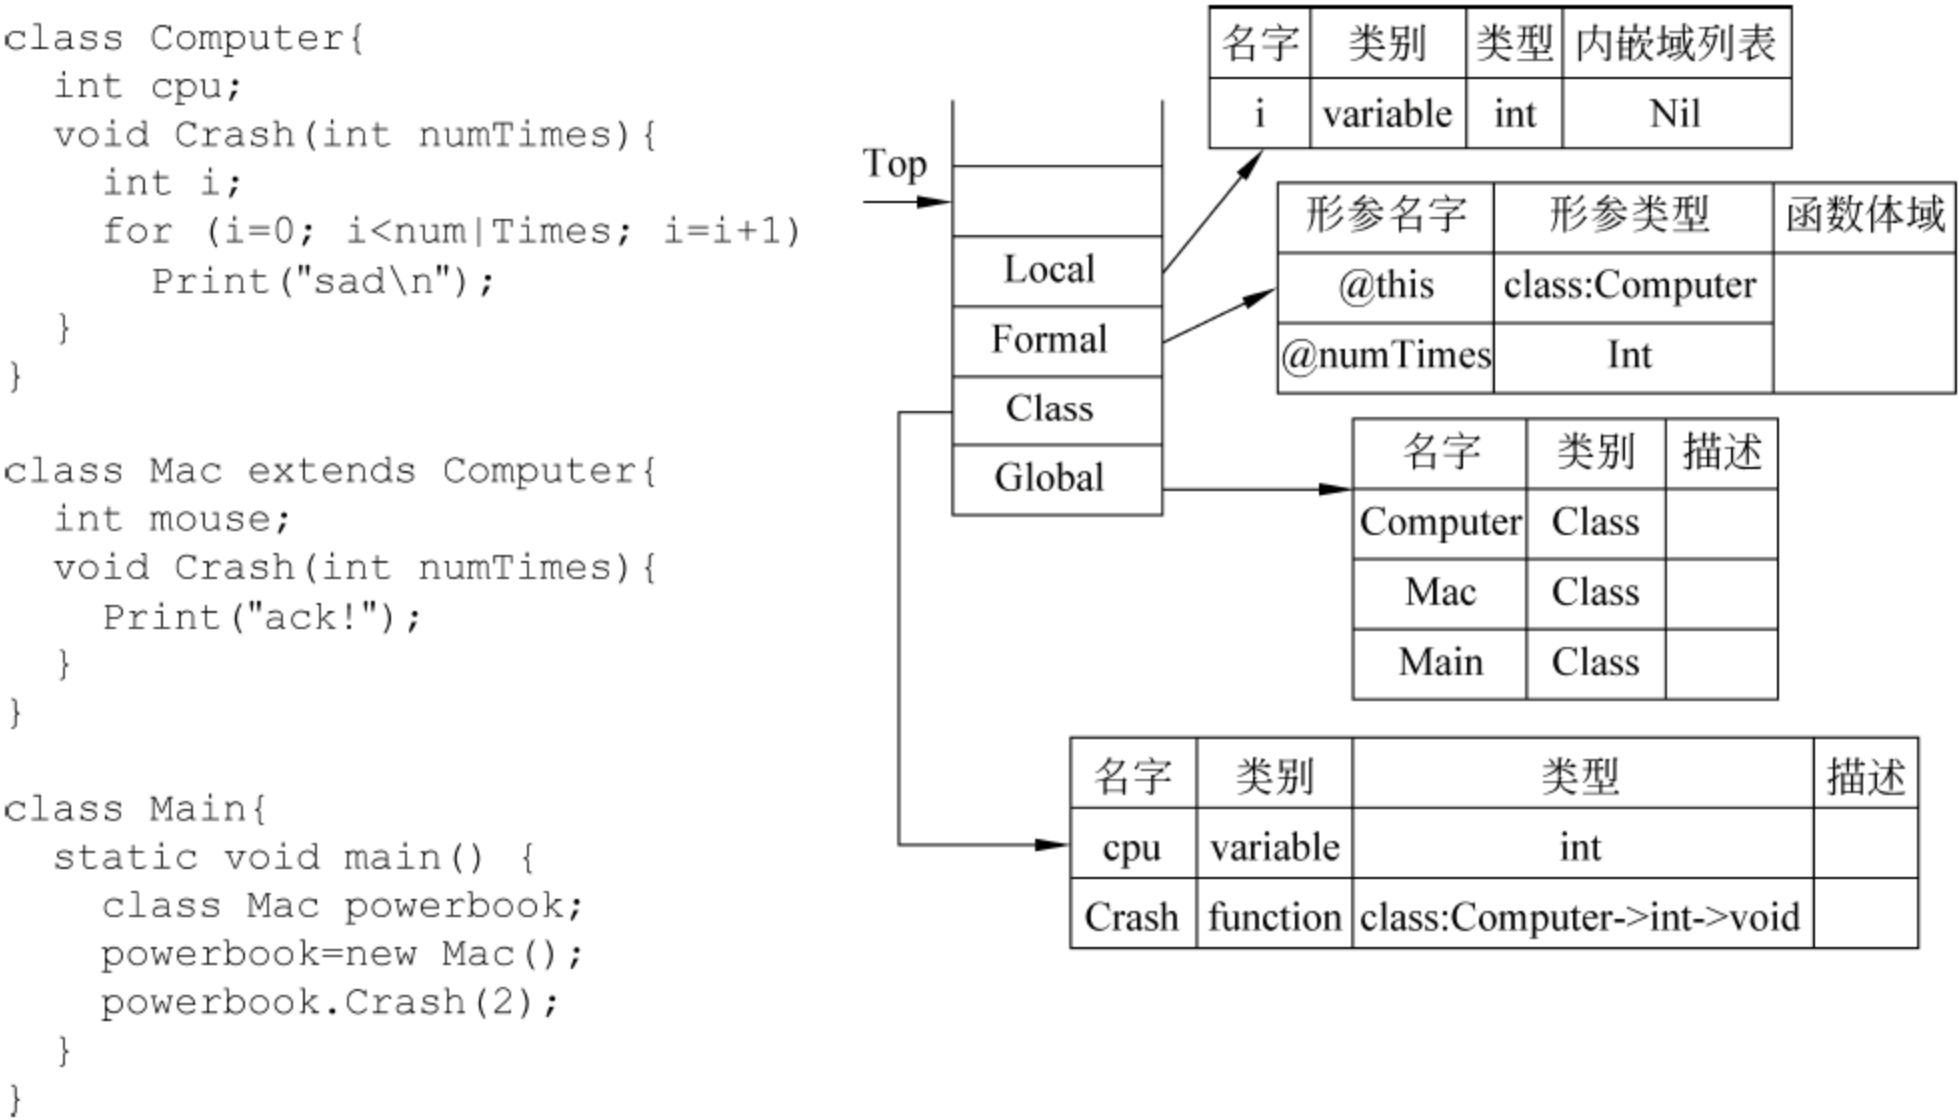 class Computer{
int cpu;
void Crash(int numTimes){
int i;
for (i=0; i<num|Times; i=i+1)
Print("sad\n");
}
}
class Mac extends Computer{
int mouse;
void Crash(int numTimes){
Print("ack!");
}
}
class Main{
static void main() {
class Mac powerbook;
powerbook=new Mac();
powerbook.Crash(2);
}
}
Top
Local
Formal
Class
Global
名字 类别 类型 内嵌域列表
i variable int Nil
形参名字 形参类型 函数体域
@this class:Computer
@numTimes Int
名字 类别 描述
Computer Class
Mac Class
Main Class
名字 类别 类型 描述
cpu variable int
Crash function class:Computer->int->void